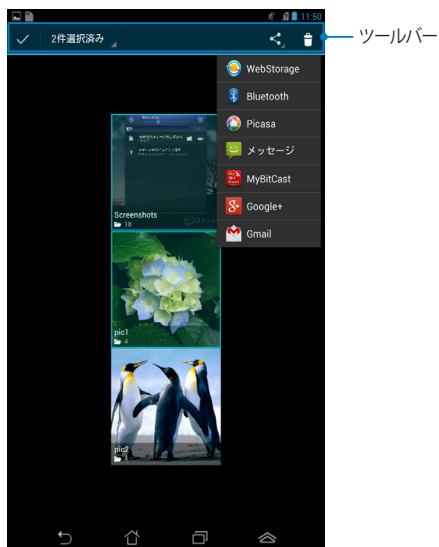 11:50
2件選択済み
ツールバー
WebStorage
Bluetooth
Picasa
メッセージ
MyBitCast
Google+
Gmail
Screenshots
18
pic1
4
pic2